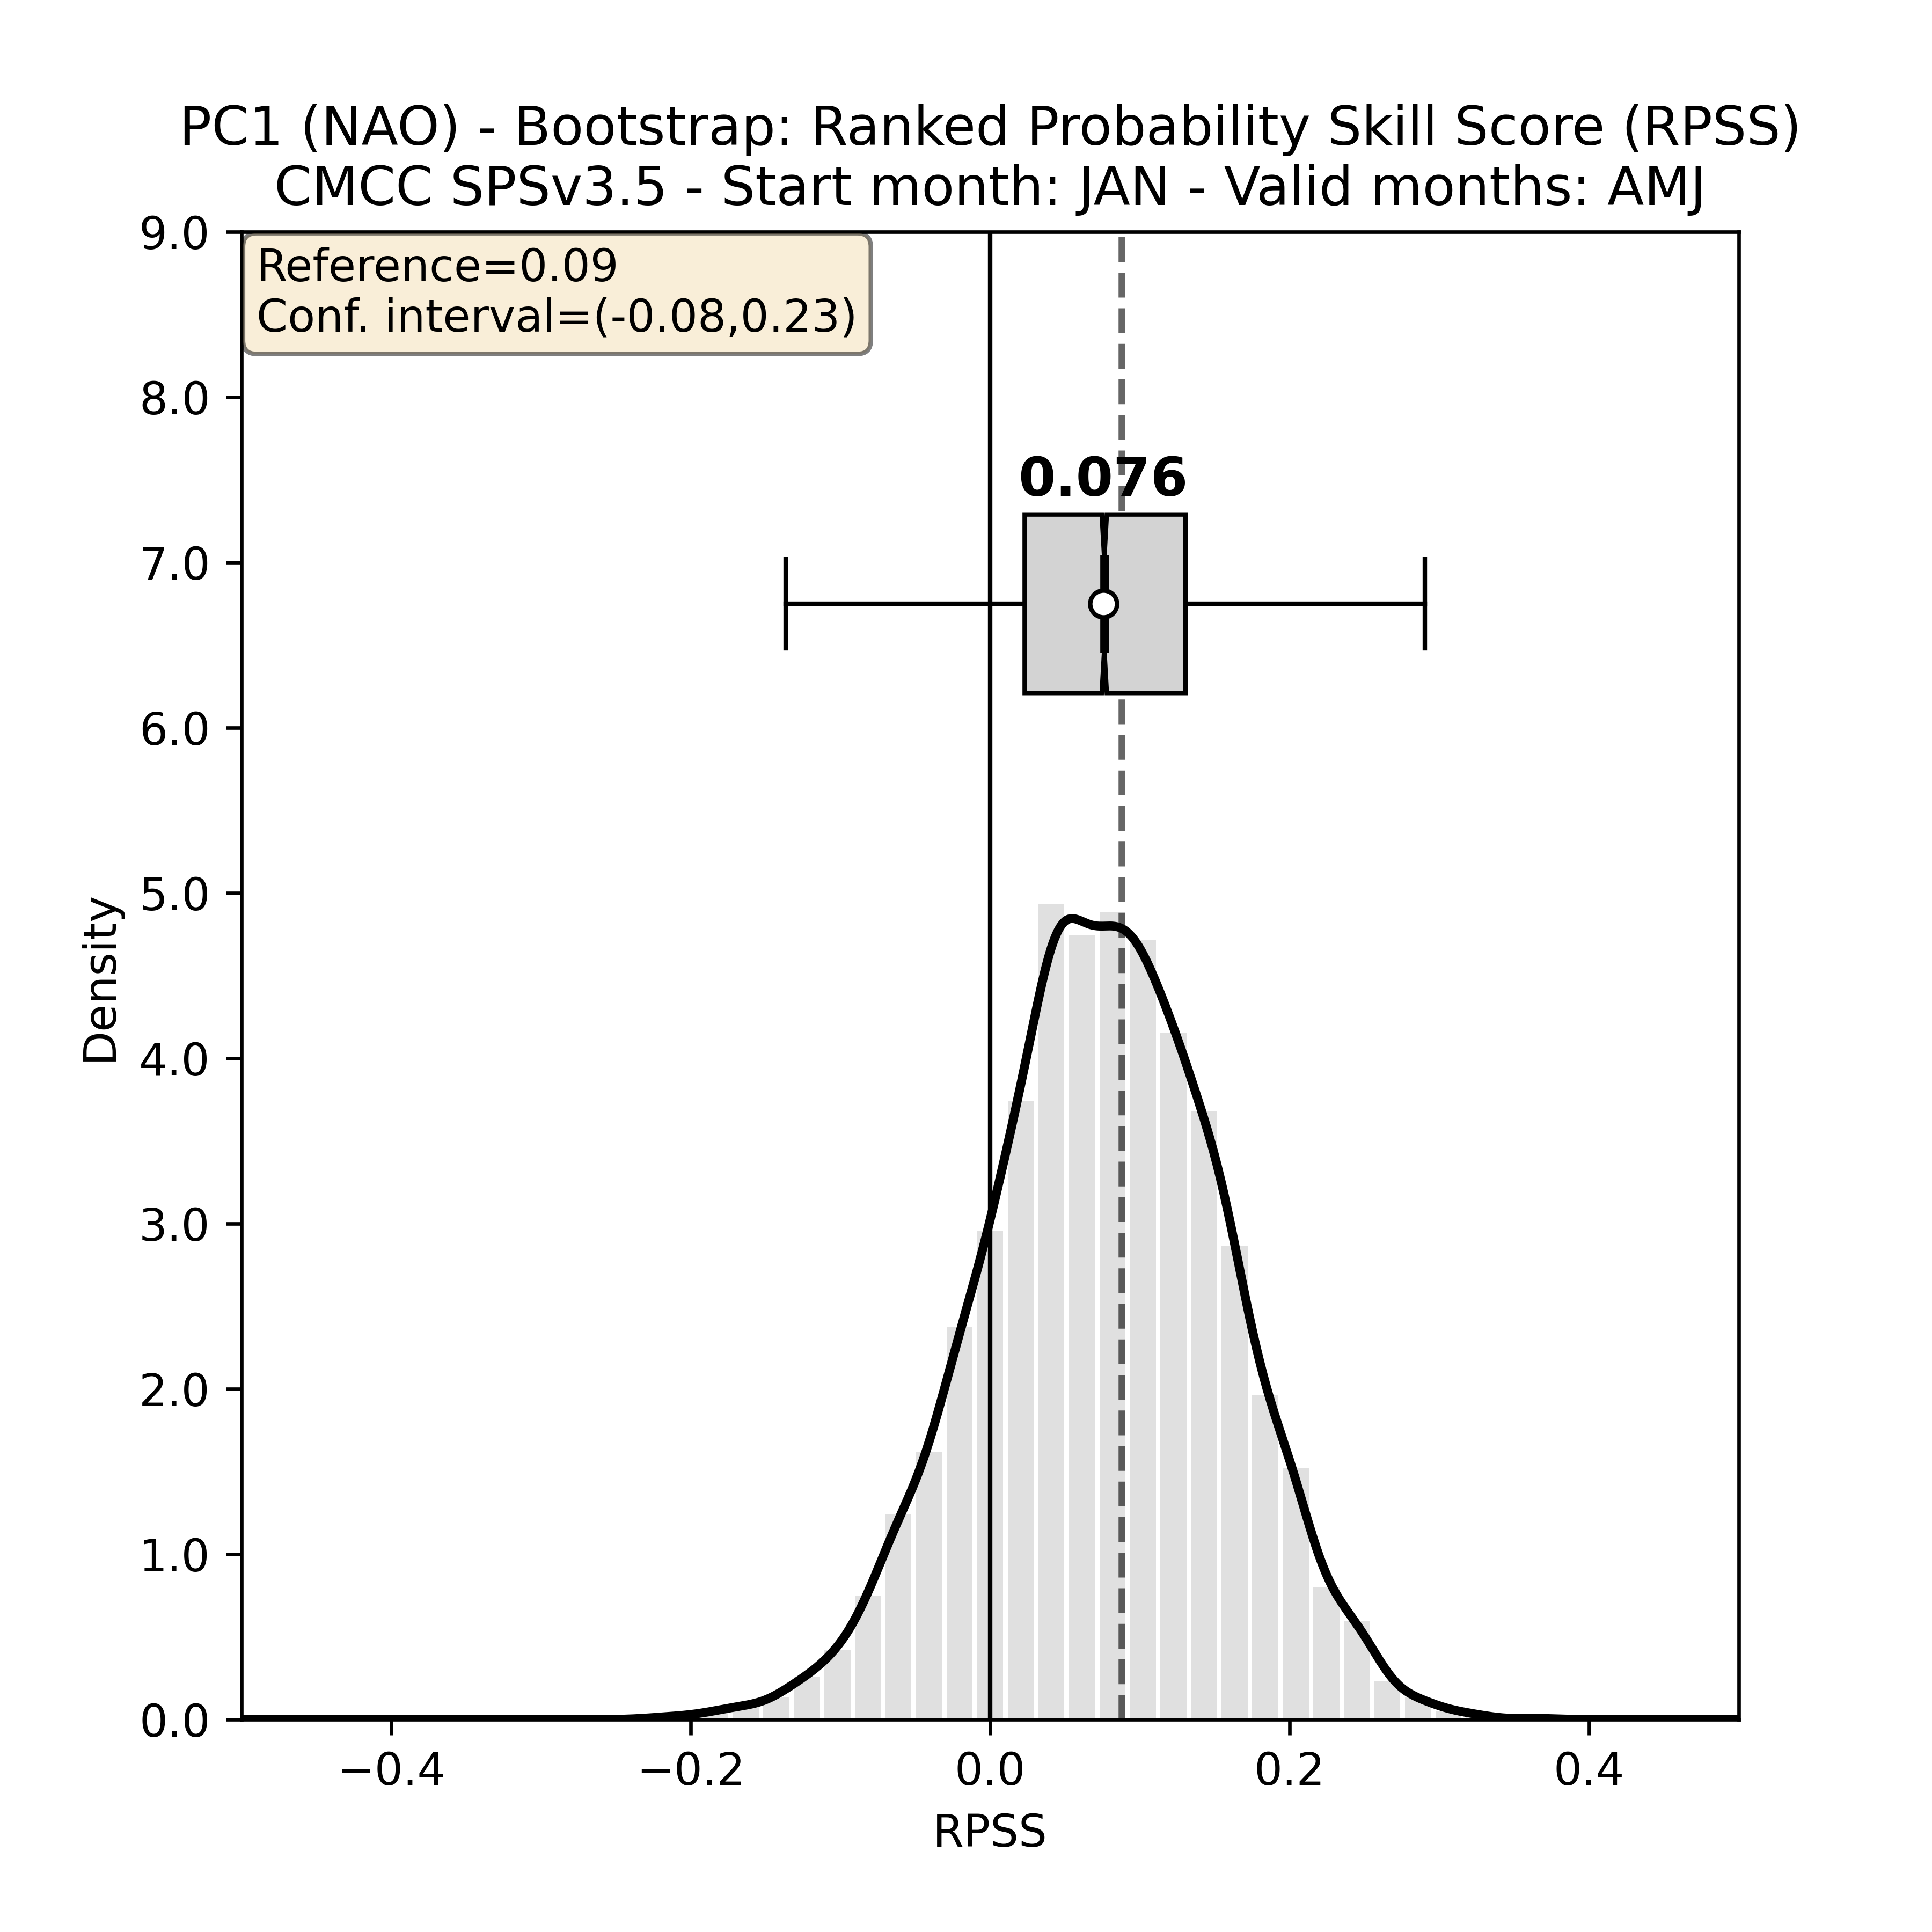 PC1 (NAO) - Bootstrap: Ranked Probability Skill Score (RPSS)
CMCC SPSv3.5 - Start month: JAN - Valid months: AMJ
Reference=0.09
Conf. interval=(-0.08,0.23)
0.076
9.0
8.0
7.0
6.0
5.0
4.0
3.0
2.0
1.0
0.0
Density
−0.4
−0.2
0.0
0.2
0.4
RPSS